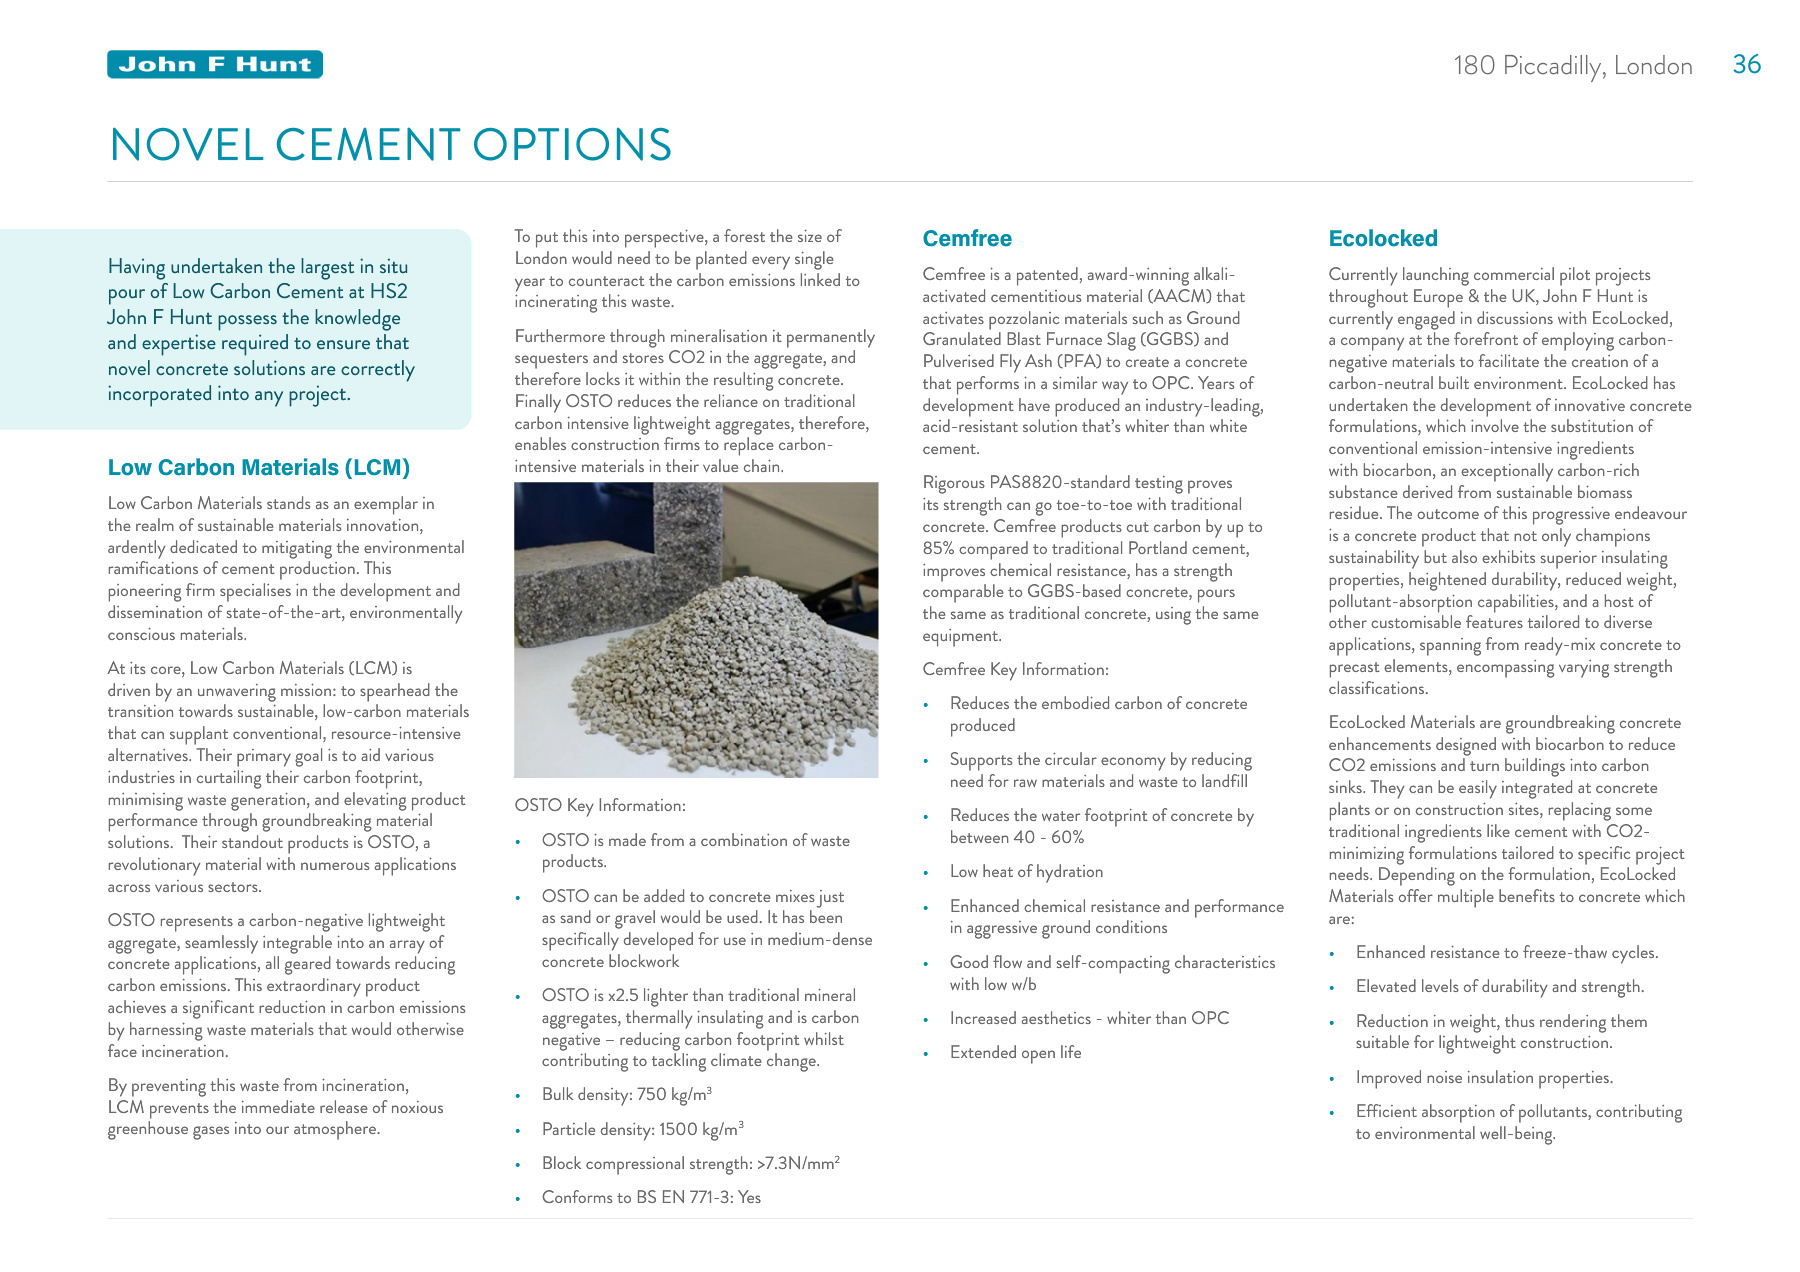 John F Hunt
180 Piccadilly, London
36
NOVEL CEMENT OPTIONS
Having undertaken the largest in situ
pour of Low Carbon Cement at HS2
John F Hunt possess the knowledge
and expertise required to ensure that
novel concrete solutions are correctly
incorporated into any project.
Low Carbon Materials (LCM)
Low Carbon Materials stands as an exemplar in
the realm of sustainable materials innovation,
ardently dedicated to mitigating the environmental
ramifications of cement production. This
pioneering firm specialises in the development and
dissemination of state-of-the-art, environmentally
conscious materials.
At its core, Low Carbon Materials (LCM) is
driven by an unwavering mission: to spearhead the
transition towards sustainable, low-carbon materials
that can supplant conventional, resource-intensive
alternatives. Their primary goal is to aid various
industries in curtailing their carbon footprint,
minimising waste generation, and elevating product
performance through groundbreaking material
solutions.  Their standout products is OSTO, a
revolutionary material with numerous applications
across various sectors.
OSTO represents a carbon-negative lightweight
aggregate, seamlessly integrable into an array of
concrete applications, all geared towards reducing
carbon emissions. This extraordinary product
achieves a significant reduction in carbon emissions
by harnessing waste materials that would otherwise
face incineration.
By preventing this waste from incineration,
LCM prevents the immediate release of noxious
greenhouse gases into our atmosphere.
To put this into perspective, a forest the size of
London would need to be planted every single
year to counteract the carbon emissions linked to
incinerating this waste.
Furthermore through mineralisation it permanently
sequesters and stores CO2 in the aggregate, and
therefore locks it within the resulting concrete.
Finally OSTO reduces the reliance on traditional
carbon intensive lightweight aggregates, therefore,
enables construction firms to replace carbon-
intensive materials in their value chain.
OSTO Key Information:
• OSTO is made from a combination of waste
products.
• OSTO can be added to concrete mixes just
as sand or gravel would be used. It has been
specifically developed for use in medium-dense
concrete blockwork
• OSTO is x2.5 lighter than traditional mineral
aggregates, thermally insulating and is carbon
negative – reducing carbon footprint whilst
contributing to tackling climate change.
• Bulk density: 750 kg/m³
• Particle density: 1500 kg/m³
• Block compressional strength: >7.3N/mm²
• Conforms to BS EN 771-3: Yes
Cemfree
Cemfree is a patented, award-winning alkali-
activated cementitious material (AACM) that
activates pozzolanic materials such as Ground
Granulated Blast Furnace Slag (GGBS) and
Pulverised Fly Ash (PFA) to create a concrete
that performs in a similar way to OPC. Years of
development have produced an industry-leading,
acid-resistant solution that's whiter than white
cement.
Rigorous PAS8820-standard testing proves
its strength can go toe-to-toe with traditional
concrete. Cemfree products cut carbon by up to
85% compared to traditional Portland cement,
improves chemical resistance, has a strength
comparable to GGBS-based concrete, pours
the same as traditional concrete, using the same
equipment.
Cemfree Key Information:
• Reduces the embodied carbon of concrete
produced
• Supports the circular economy by reducing
need for raw materials and waste to landfill
• Reduces the water footprint of concrete by
between 40 - 60%
• Low heat of hydration
• Enhanced chemical resistance and performance
in aggressive ground conditions
• Good flow and self-compacting characteristics
with low w/b
• Increased aesthetics - whiter than OPC
• Extended open life
Ecolocked
Currently launching commercial pilot projects
throughout Europe & the UK, John F Hunt is
currently engaged in discussions with EcoLocked,
a company at the forefront of employing carbon-
negative materials to facilitate the creation of a
carbon-neutral built environment. EcoLocked has
undertaken the development of innovative concrete
formulations, which involve the substitution of
conventional emission-intensive ingredients
with biocarbon, an exceptionally carbon-rich
substance derived from sustainable biomass
residue. The outcome of this progressive endeavour
is a concrete product that not only champions
sustainability but also exhibits superior insulating
properties, heightened durability, reduced weight,
pollutant-absorption capabilities, and a host of
other customisable features tailored to diverse
applications, spanning from ready-mix concrete to
precast elements, encompassing varying strength
classifications.
EcoLocked Materials are groundbreaking concrete
enhancements designed with biocarbon to reduce
CO2 emissions and turn buildings into carbon
sinks. They can be easily integrated at concrete
plants or on construction sites, replacing some
traditional ingredients like cement with CO2-
minimizing formulations tailored to specific project
needs. Depending on the formulation, EcoLocked
Materials offer multiple benefits to concrete which
are:
• Enhanced resistance to freeze-thaw cycles.
• Elevated levels of durability and strength.
• Reduction in weight, thus rendering them
suitable for lightweight construction.
• Improved noise insulation properties.
• Efficient absorption of pollutants, contributing
to environmental well-being.